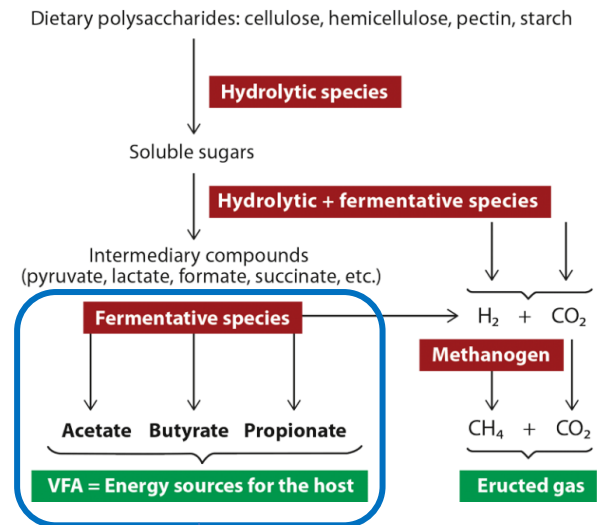 Dietary polysaccharides: cellulose, hemicellulose, pectin, starch
Hydrolytic species
Soluble sugars
Hydrolytic + fermentative species
Intermediary compounds
(pyruvate, lactate, formate, succinate, etc.)
Fermentative species
H₂ + CO₂
Methanogen
Acetate Butyrate Propionate
CH₄ + CO₂
VFA = Energy sources for the host
Eructed gas